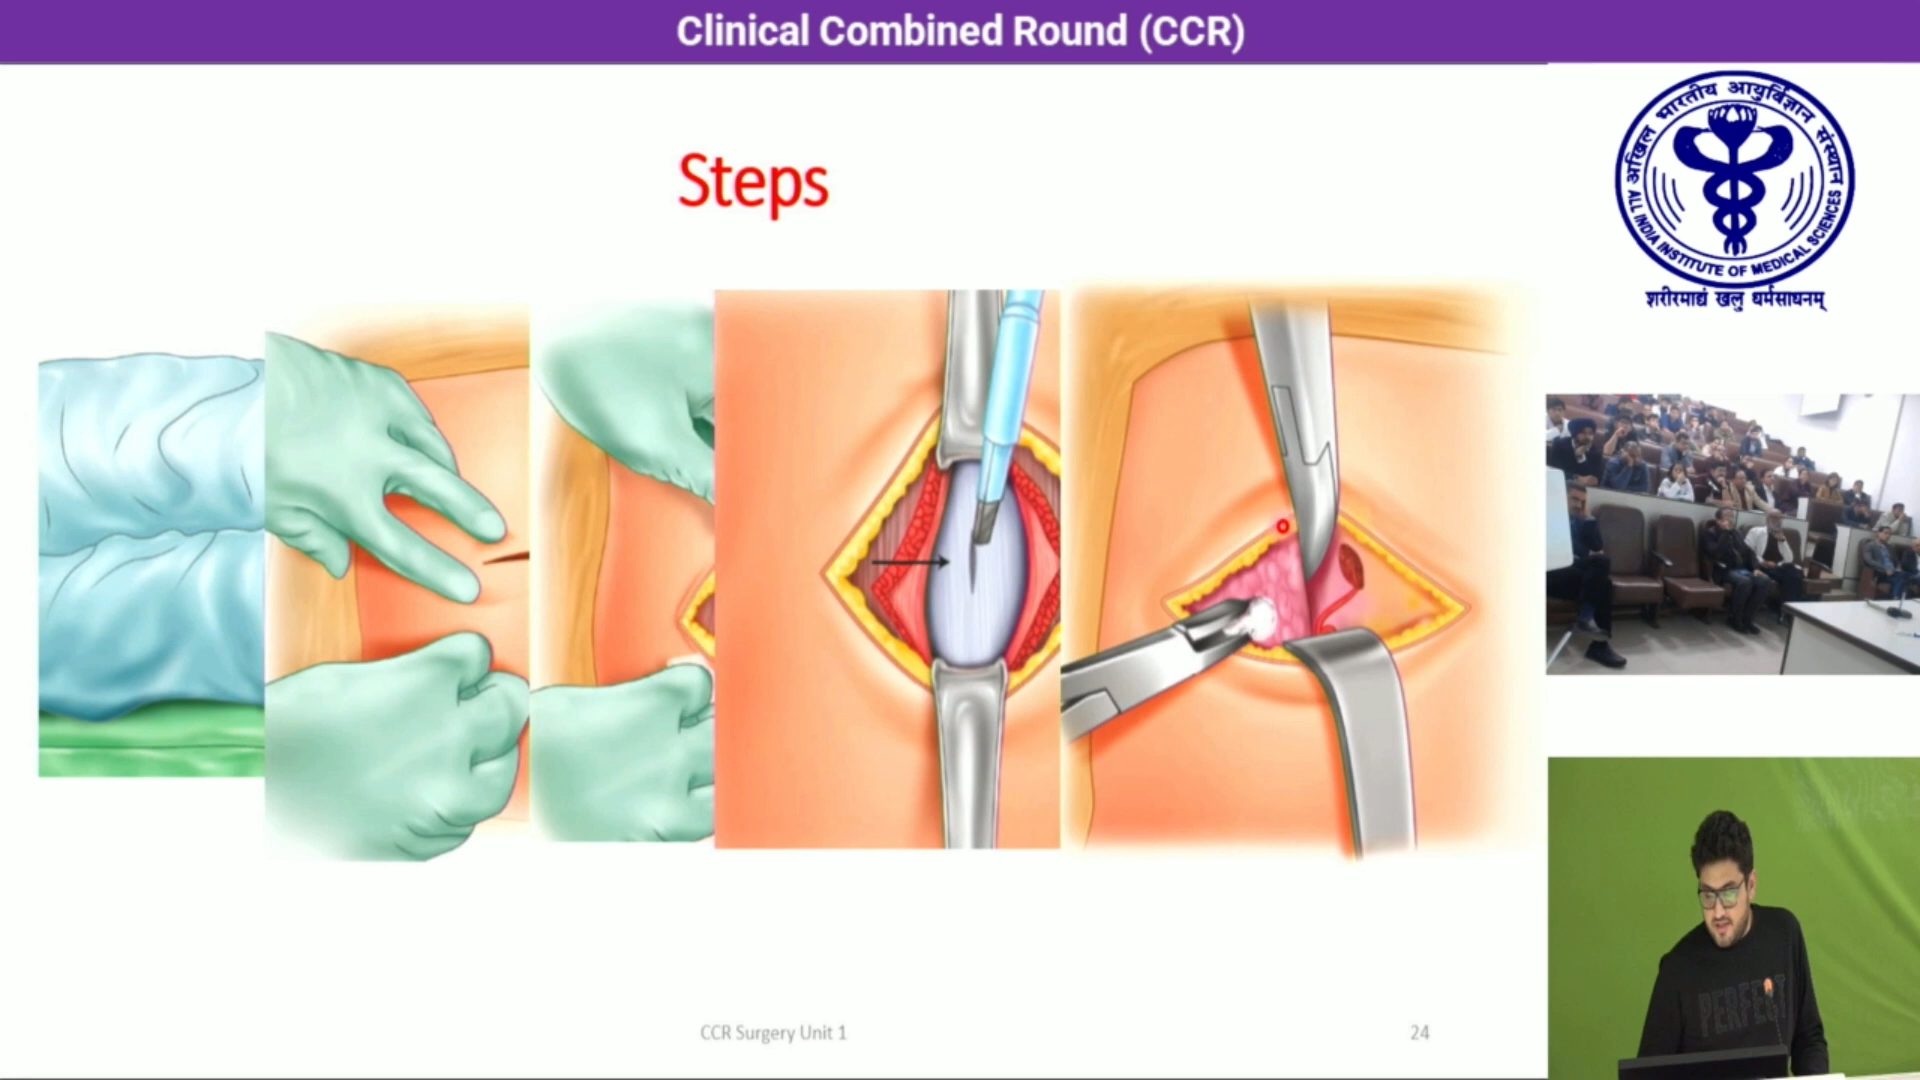 Clinical Combined Round (CCR)
अखिल भारतीय आयुर्विज्ञान संस्थान
ALL INDIA INSTITUTE OF MEDICAL SCIENCES
शरीरमाद्यं खलु धर्मसाधनम्
Steps
PERFECT
CCR Surgery Unit 1
24